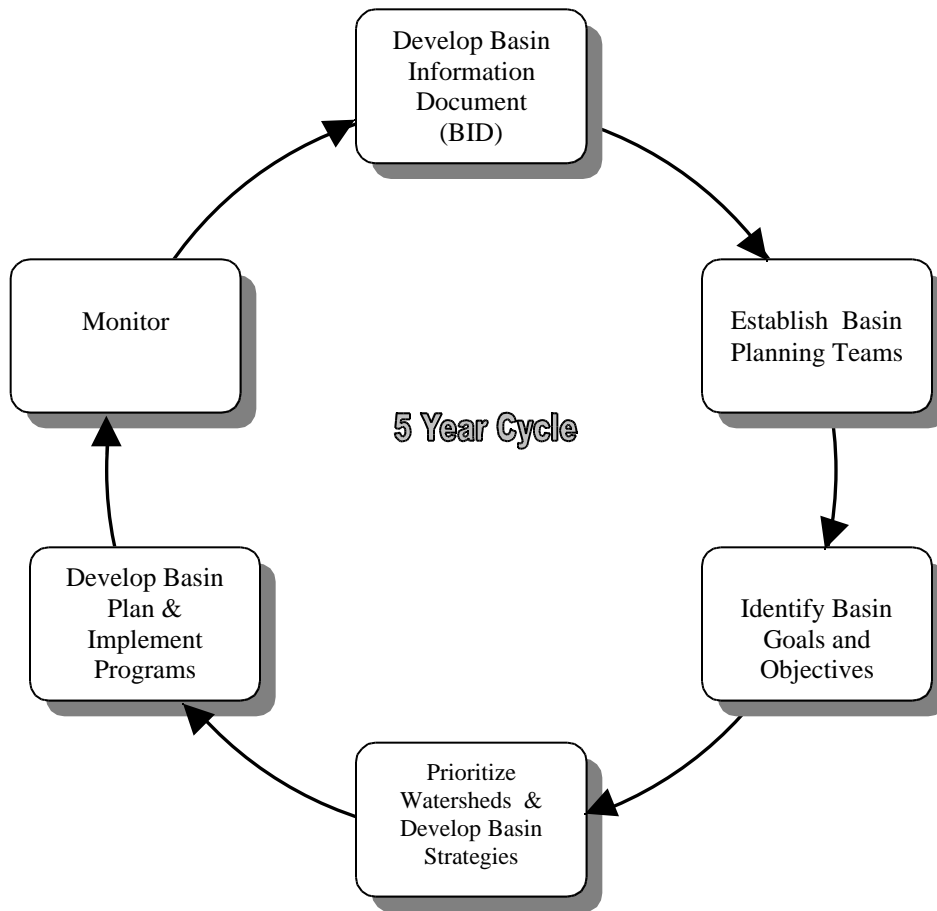 Develop Basin
Information
Document
(BID)
Establish Basin
Planning Teams
Identify Basin
Goals and
Objectives
Prioritize
Watersheds &
Develop Basin
Strategies
Develop Basin
Plan &
Implement
Programs
Monitor
5 Year Cycle